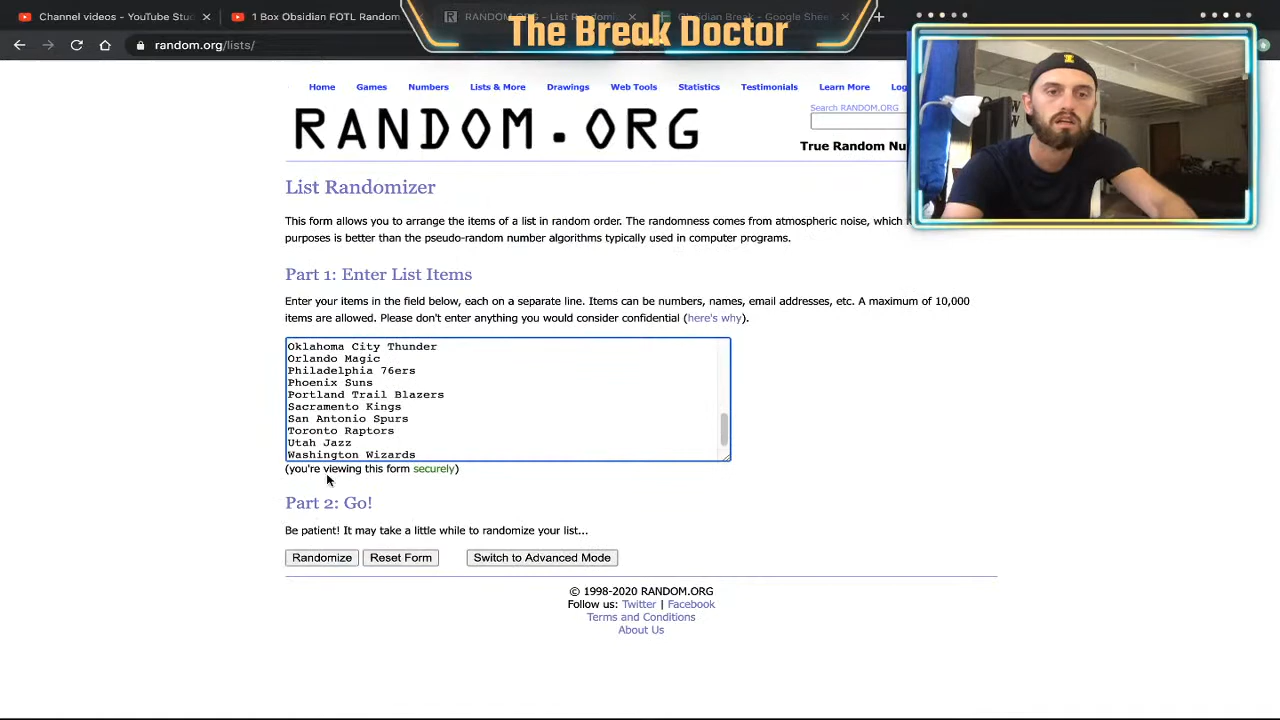 Channel videos - YouTube Stu
1 Box Obsidian FOTL Random
RANDOM.ORG - List Randomi
Obsidian Break - Google Shee
The Break Doctor
random.org/lists/
Home Games Numbers Lists & More Drawings Web Tools Statistics Testimonials Learn More Log
Search RANDOM.ORG
RANDOM.ORG
True Random Nu
List Randomizer
This form allows you to arrange the items of a list in random order. The randomness comes from atmospheric noise, which
purposes is better than the pseudo-random number algorithms typically used in computer programs.
Part 1: Enter List Items
Enter your items in the field below, each on a separate line. Items can be numbers, names, email addresses, etc. A maximum of 10,000
items are allowed. Please don't enter anything you would consider confidential (here's why).
Oklahoma City Thunder
Orlando Magic
Philadelphia 76ers
Phoenix Suns
Portland Trail Blazers
Sacramento Kings
San Antonio Spurs
Toronto Raptors
Utah Jazz
Washington Wizards
(you're viewing this form securely)
Part 2: Go!
Be patient! It may take a little while to randomize your list...
Randomize Reset Form Switch to Advanced Mode
© 1998-2020 RANDOM.ORG
Follow us: Twitter | Facebook
Terms and Conditions
About Us